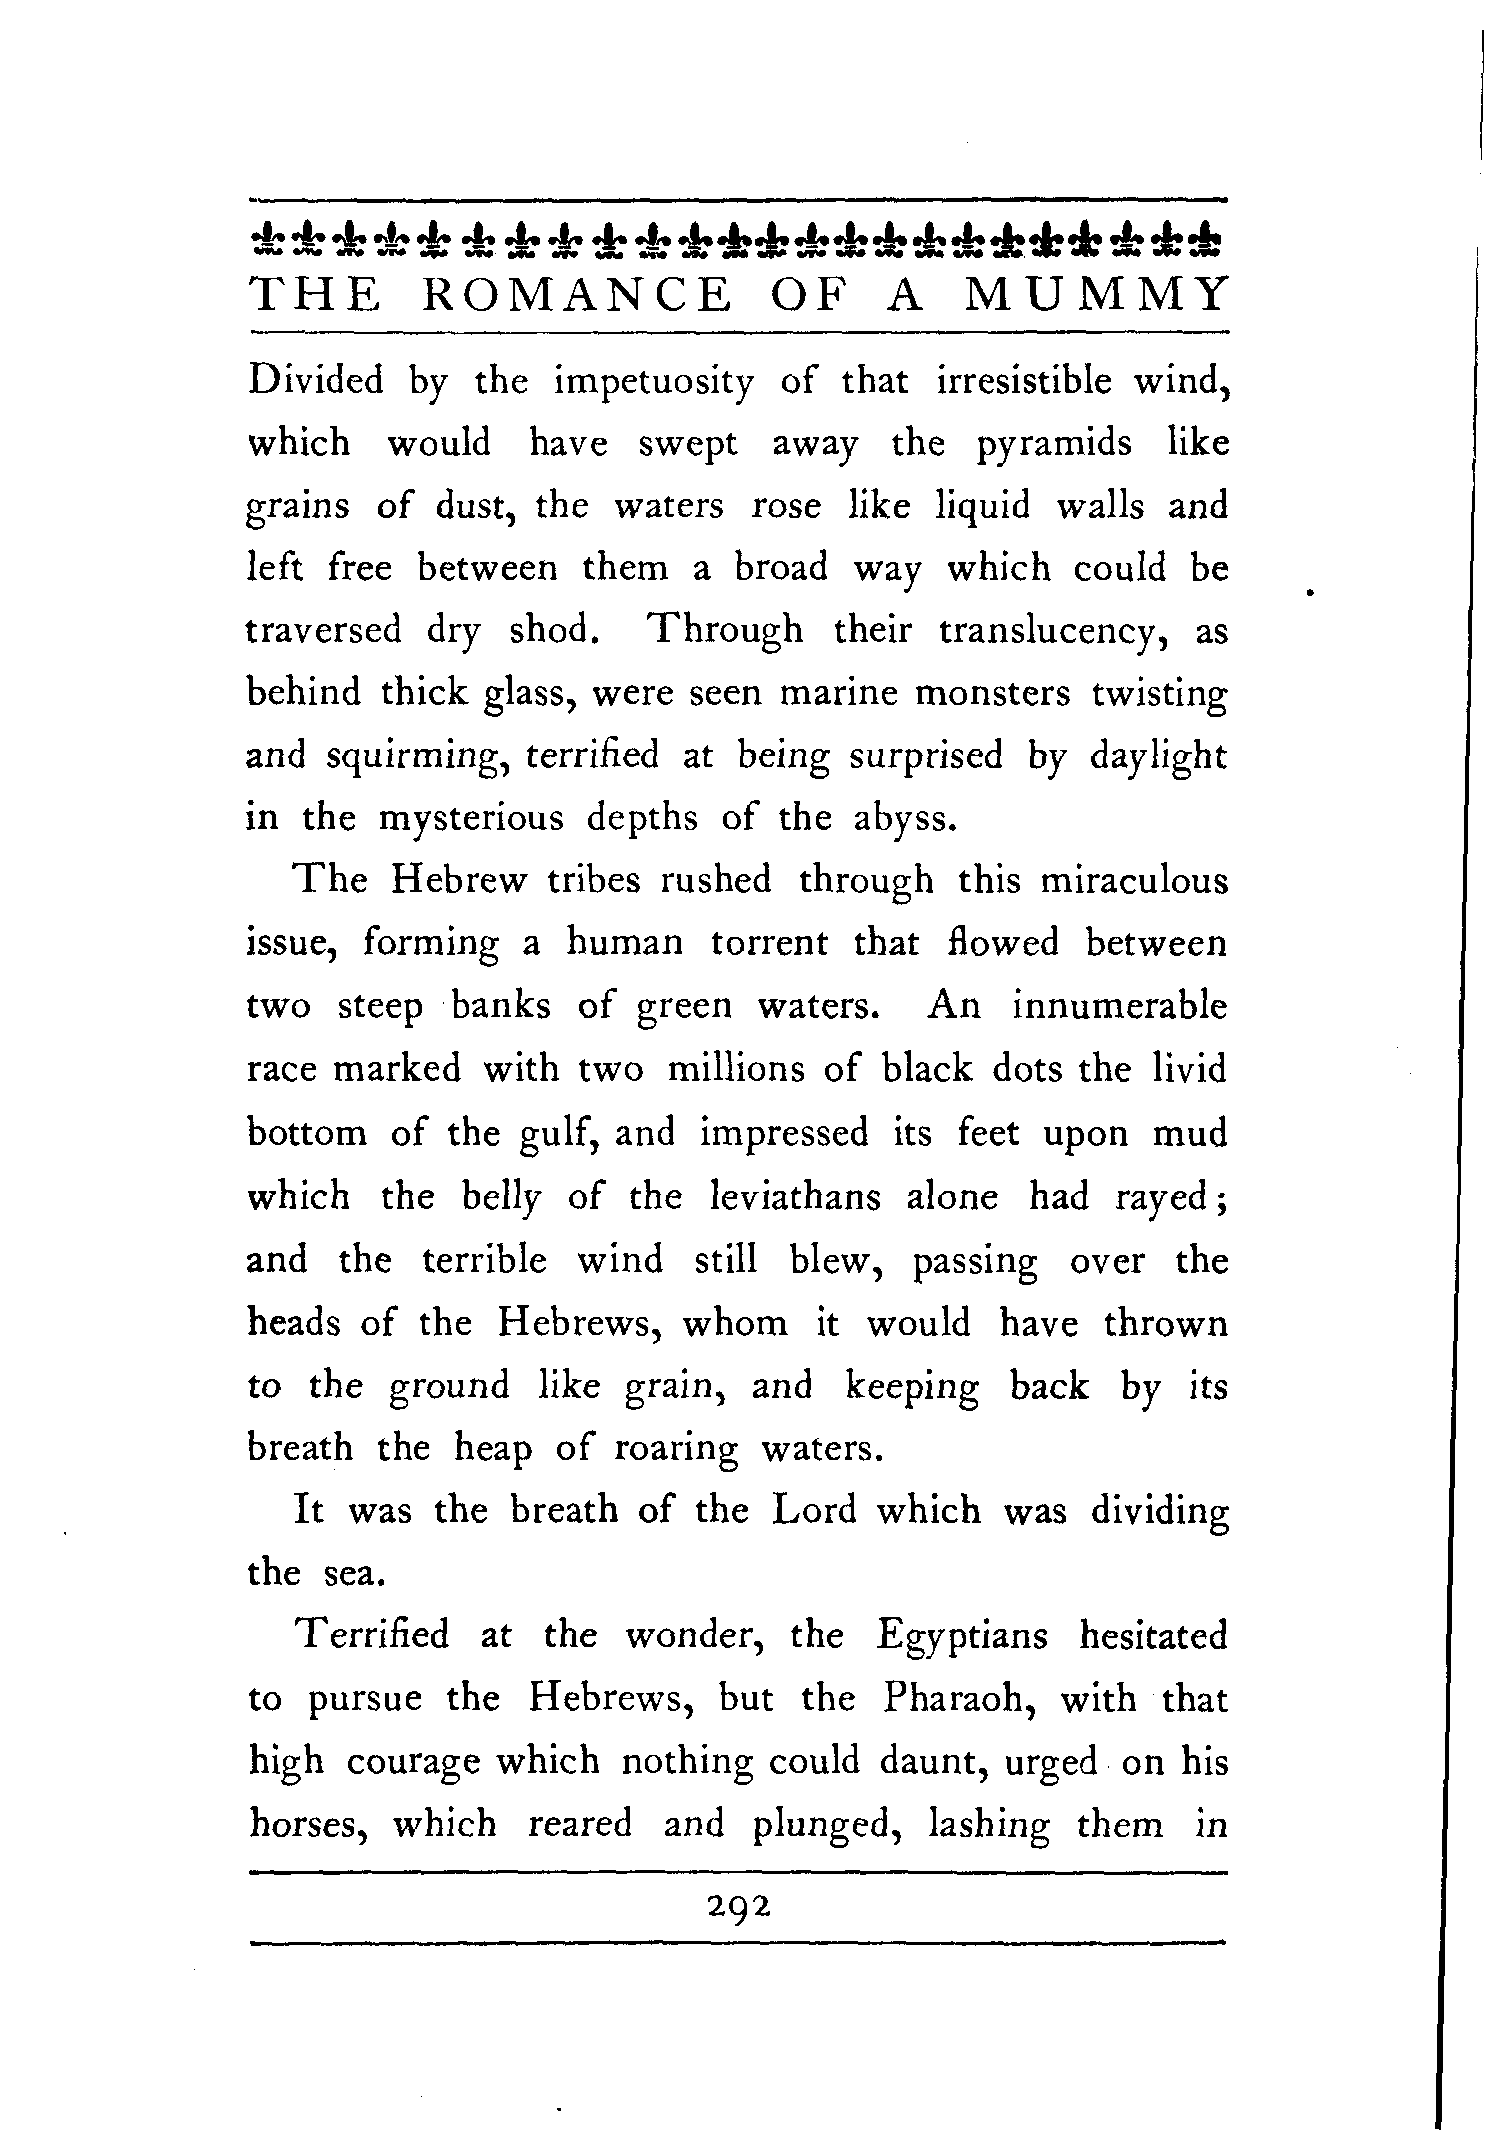 THE ROMANCE OF A MUMMY
Divided by the impetuosity of that irresistible wind,
which would have swept away the pyramids like
grains of dust, the waters rose like liquid walls and
left free between them a broad way which could be
traversed dry shod. Through their translucency, as
behind thick glass, were seen marine monsters twisting
and squirming, terrified at being surprised by daylight
in the mysterious depths of the abyss.
The Hebrew tribes rushed through this miraculous
issue, forming a human torrent that flowed between
two steep banks of green waters. An innumerable
race marked with two millions of black dots the livid
bottom of the gulf, and impressed its feet upon mud
which the belly of the leviathans alone had rayed;
and the terrible wind still blew, passing over the
heads of the Hebrews, whom it would have thrown
to the ground like grain, and keeping back by its
breath the heap of roaring waters.
It was the breath of the Lord which was dividing
the sea.
Terrified at the wonder, the Egyptians hesitated
to pursue the Hebrews, but the Pharaoh, with that
high courage which nothing could daunt, urged on his
horses, which reared and plunged, lashing them in
292